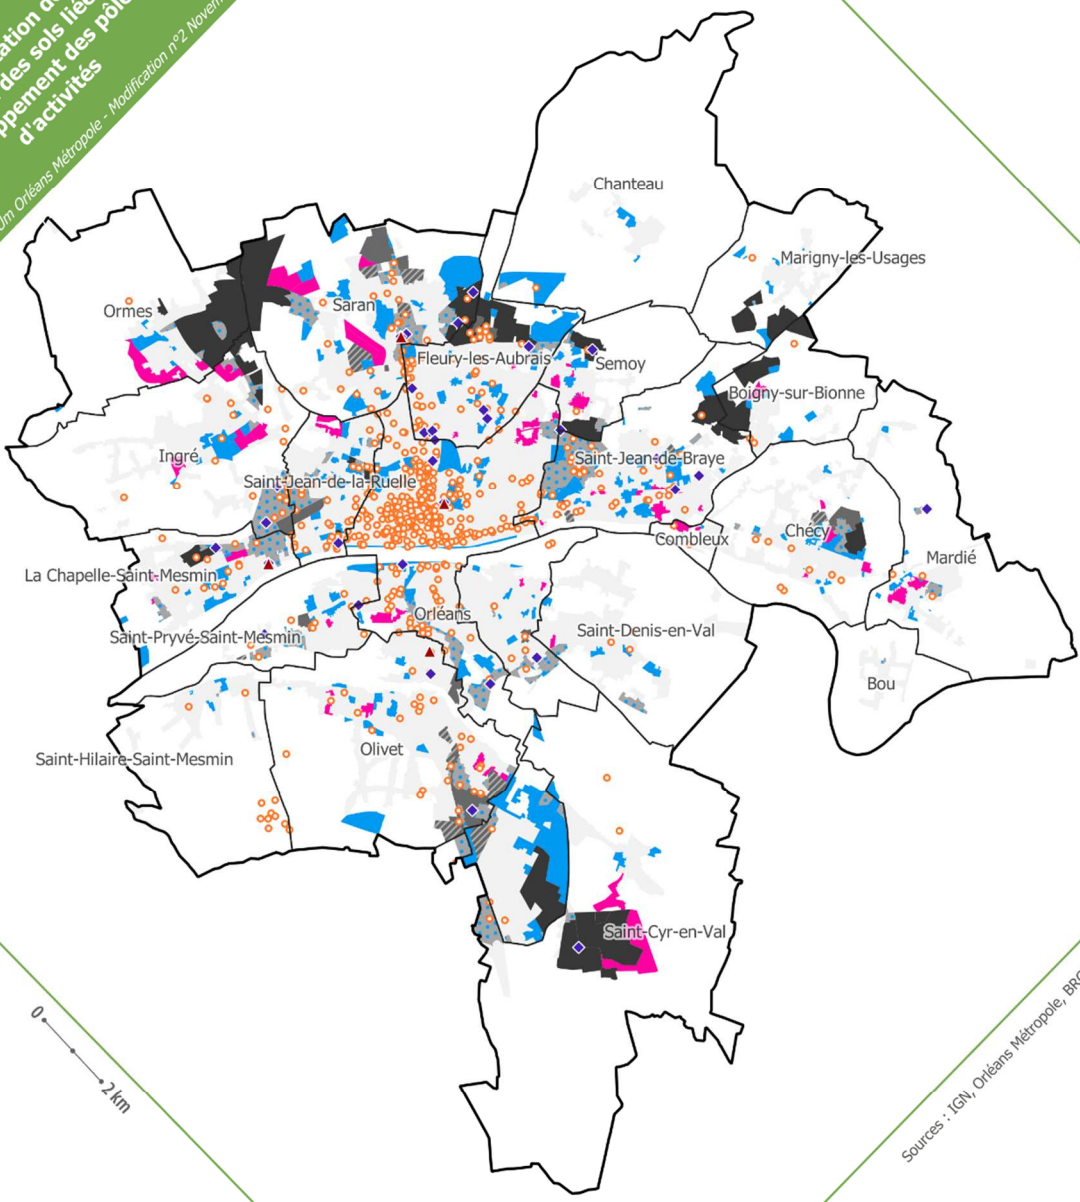 des sols liée
d'activités
Orléans Métropole - Modification n°2
Chanteau
Marigny-les-Usages
Ormes
Saran
Fleury-les-Aubrais
Semoy
Boigny-sur-Bionne
Ingré
Saint-Jean-de-Braye
Saint-Jean-de-la-Ruelle
Chécy
Combleux
Mardié
La Chapelle-Saint-Mesmin
Orléans
Saint-Denis-en-Val
Saint-Pryvé-Saint-Mesmin
Bou
Olivet
Saint-Hilaire-Saint-Mesmin
Saint-Cyr-en-Val
0
2 km
Sources : IGN, Orléans Métropole,